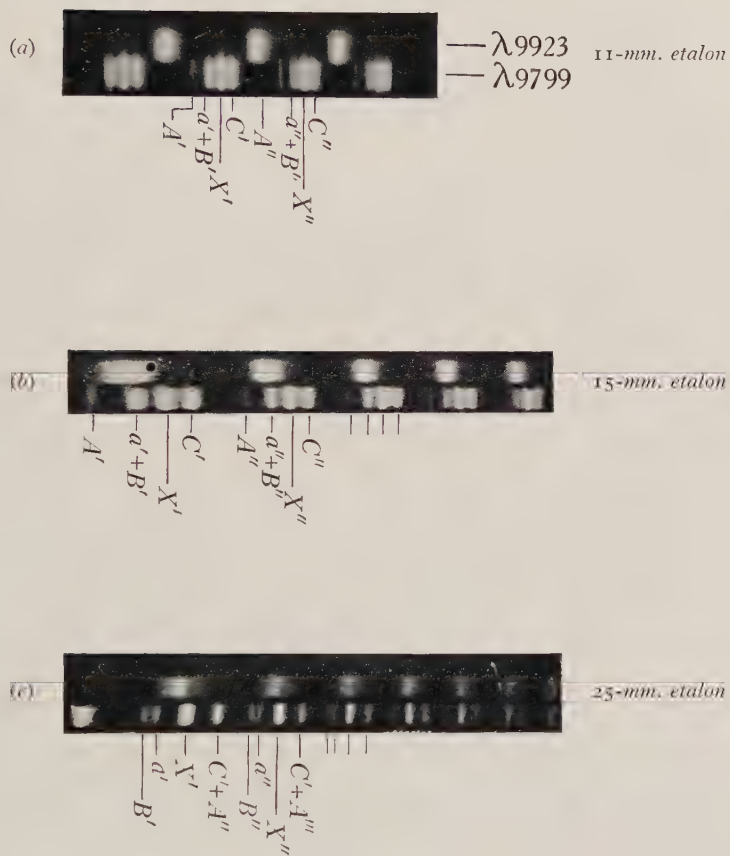 (a)
λ9923
λ9799
11-mm. etalon
A'
a'+B'
X'
C'
A"
a"+B"
X"
C"
(b)
15-mm. etalon
A'
a'+B'
X'
C'
A"
a"+B"
X"
C"
(c)
25-mm. etalon
B'
a'
X'
C'+A"
B"
a"
X"
C"+A'''